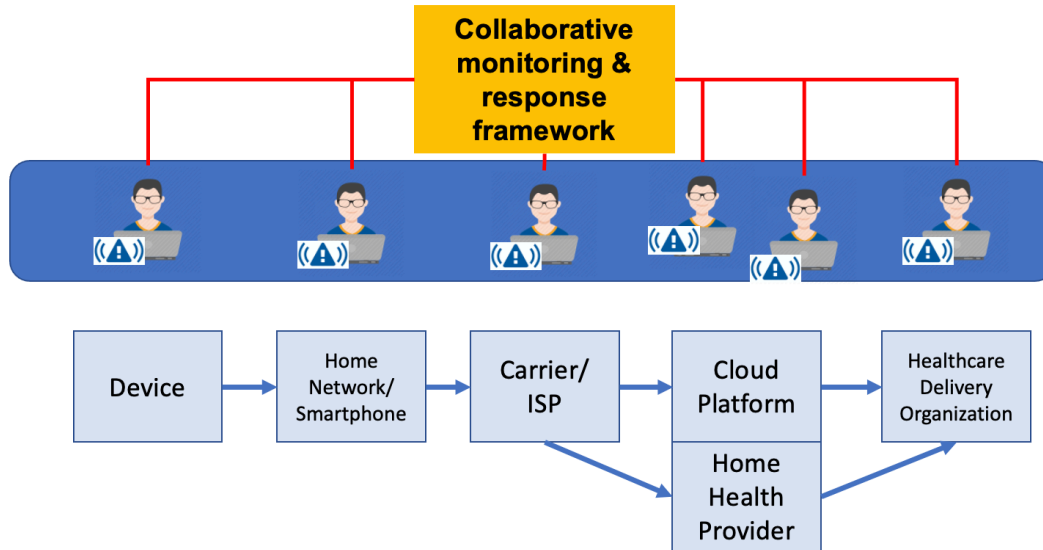 Collaborative
monitoring &
response
framework
Device
Home
Network/
Smartphone
Carrier/
ISP
Cloud
Platform
Healthcare
Delivery
Organization
Home
Health
Provider